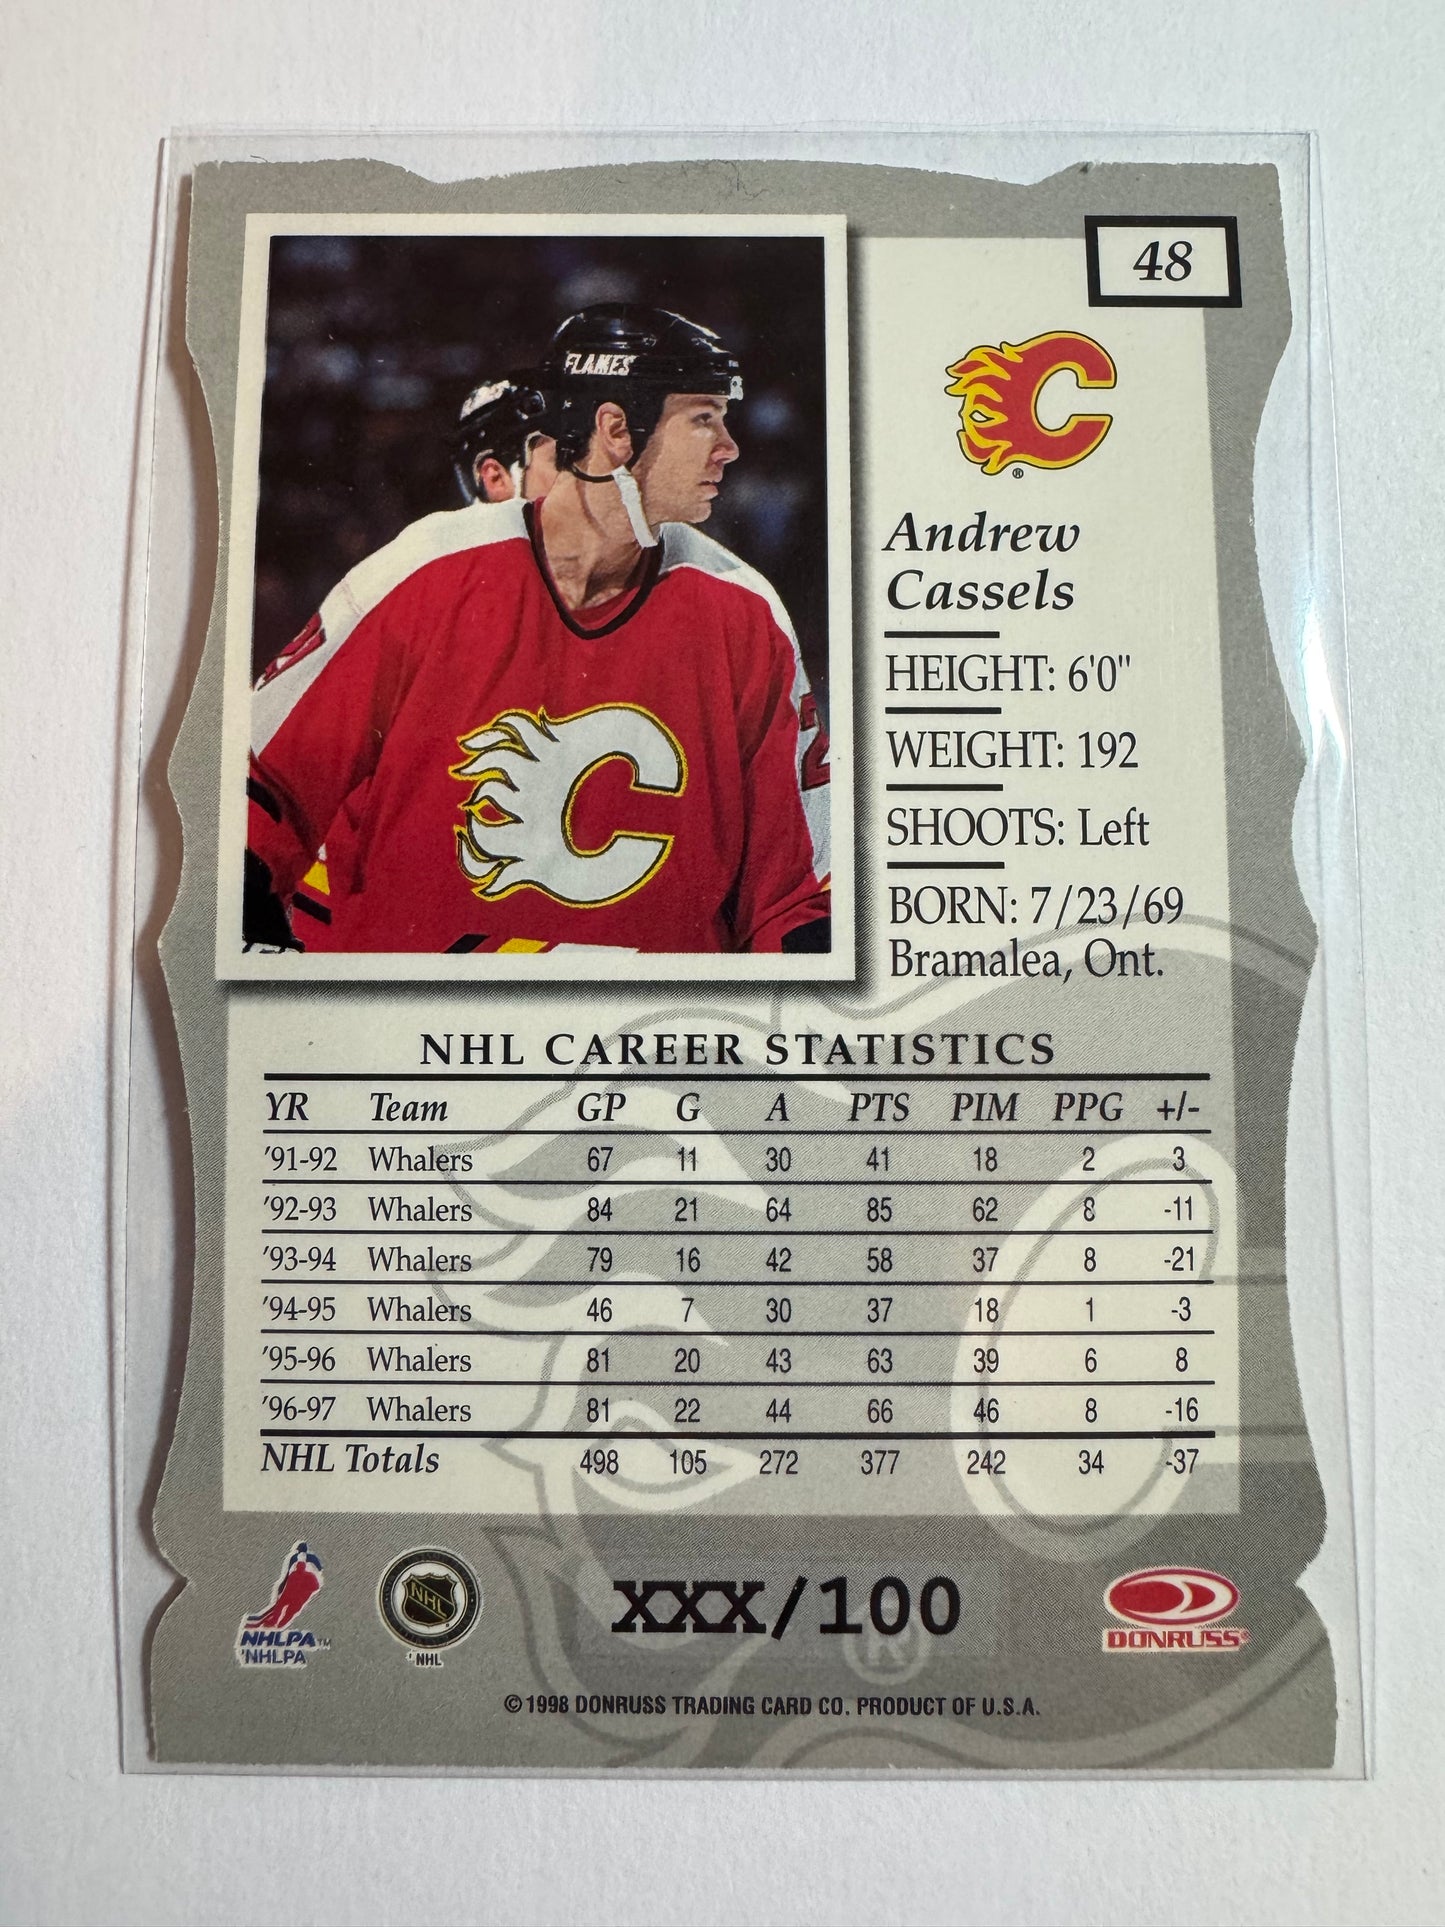 48
FLAMES
®
Andrew
Cassels
HEIGHT: 6'0"
WEIGHT: 192
SHOOTS: Left
BORN: 7/23/69
Bramalea, Ont.
NHL CAREER STATISTICS
YR Team GP G A PTS PIM PPG +/-
'91-92 Whalers 67 11 30 41 18 2 3
'92-93 Whalers 84 21 64 85 62 8 -11
'93-94 Whalers 79 16 42 58 37 8 -21
'94-95 Whalers 46 7 30 37 18 1 -3
'95-96 Whalers 81 20 43 63 39 6 8
'96-97 Whalers 81 22 44 66 46 8 -16
NHL Totals 498 105 272 377 242 34 -37
NHLPA™
'NHLPA
NHL
'NHL
XXX/100
®
DONRUSS®
©1998 DONRUSS TRADING CARD CO. PRODUCT OF U.S.A.